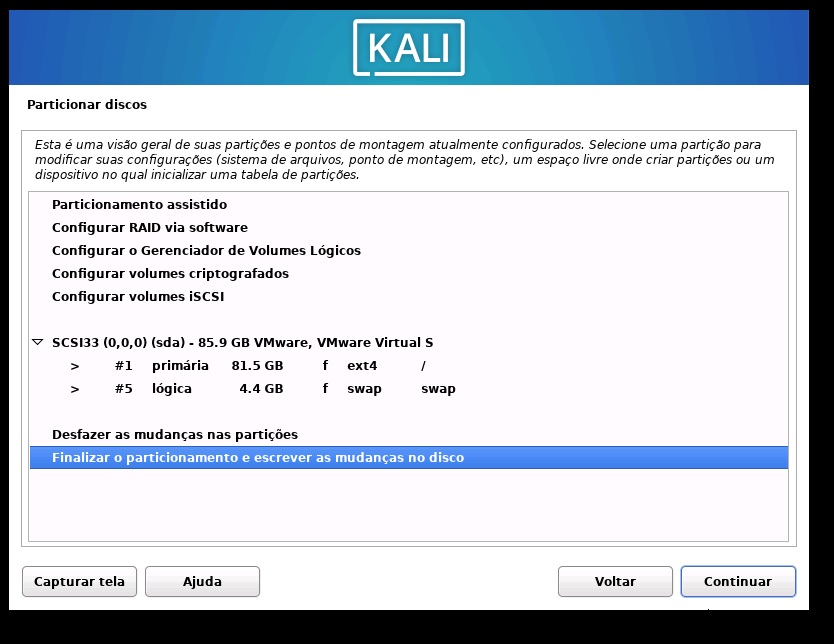 KALI
Particionar discos
Esta é uma visão geral de suas partições e pontos de montagem atualmente configurados. Selecione uma partição para
modificar suas configurações (sistema de arquivos, ponto de montagem, etc), um espaço livre onde criar partições ou um
dispositivo no qual inicializar uma tabela de partições.
Particionamento assistido
Configurar RAID via software
Configurar o Gerenciador de Volumes Lógicos
Configurar volumes criptografados
Configurar volumes iSCSI
SCSI33 (0,0,0) (sda) - 85.9 GB VMware, VMware Virtual S
> #1 primária 81.5 GB f ext4 /
> #5 lógica 4.4 GB f swap swap
Desfazer as mudanças nas partições
Finalizar o particionamento e escrever as mudanças no disco
Capturar tela Ajuda Voltar Continuar